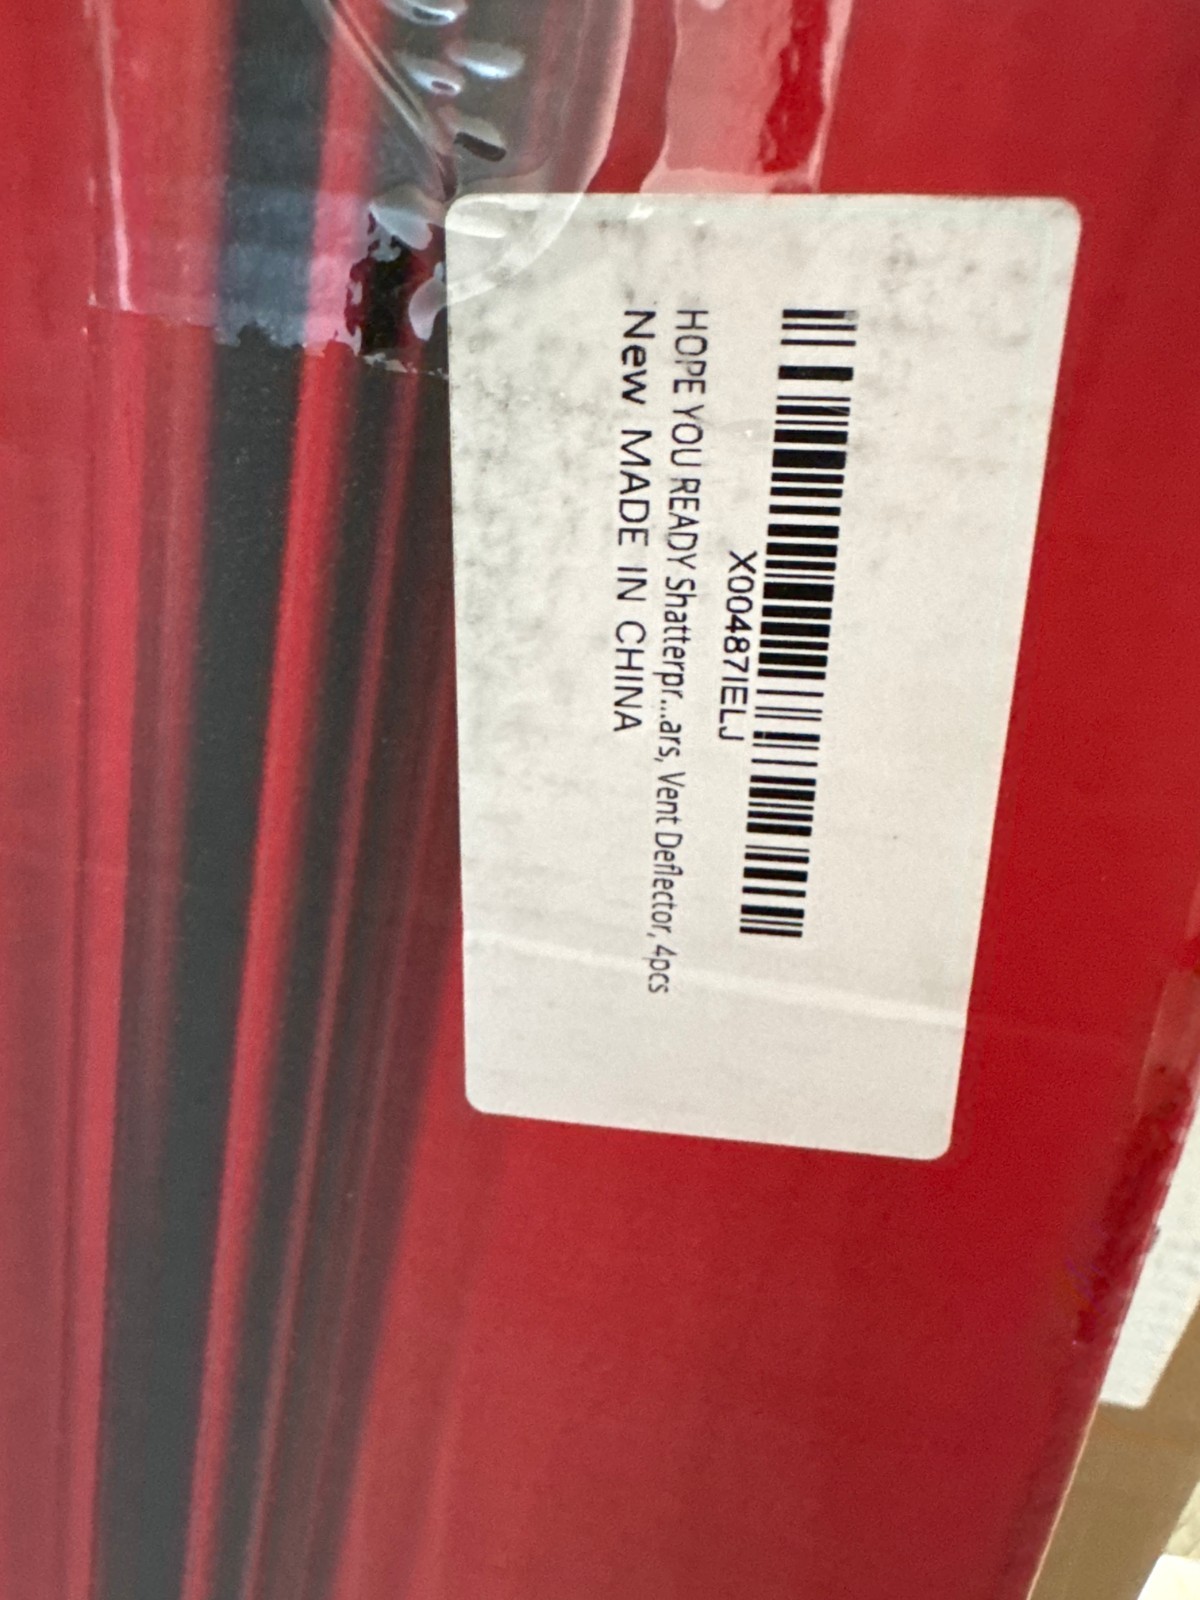 X00487IELJ
HOPE YOU READY Shatterpr...ars, Vent Deflector, 4pcs
New MADE IN CHINA